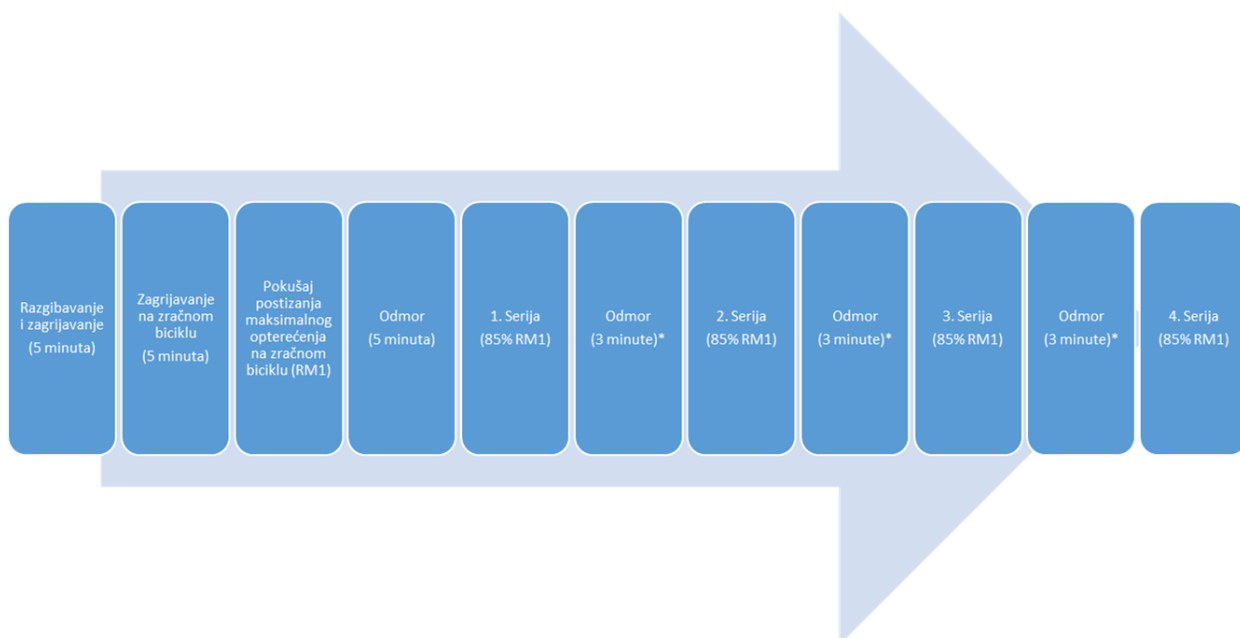 Razgibavanje
i zagrijavanje
(5 minuta)
Zagrijavanje
na zračnom
biciklu
(5 minuta)
Pokušaj
postizanja
maksimalnog
opterećenja
na zračnom
biciklu (RM1)
Odmor
(5 minuta)
1. Serija
(85% RM1)
Odmor
(3 minute)*
2. Serija
(85% RM1)
Odmor
(3 minute)*
3. Serija
(85% RM1)
Odmor
(3 minute)*
4. Serija
(85% RM1)